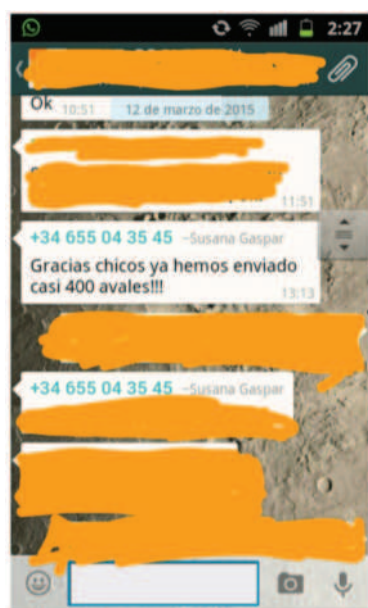 2:27
Ok 10:51
12 de marzo de 2015
11:51
+34 655 04 35 45 ~Susana Gaspar
Gracias chicos ya hemos enviado
casi 400 avales!!!
13:13
+34 655 04 35 45 ~Susana Gaspar